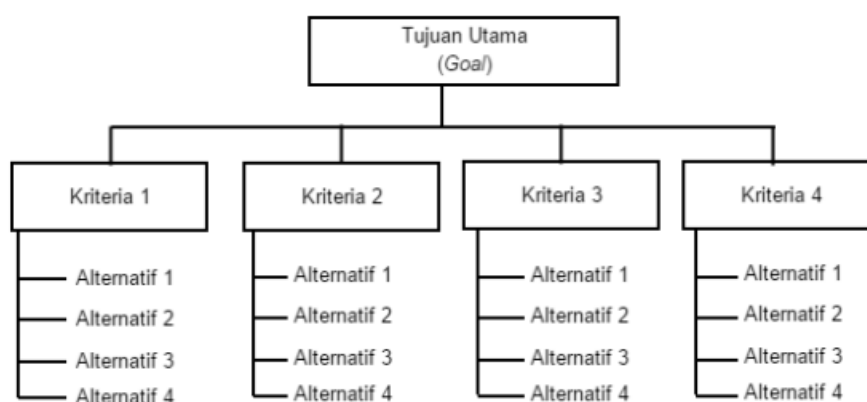 Tujuan Utama
(Goal)
Kriteria 1
Kriteria 2
Kriteria 3
Kriteria 4
Alternatif 1
Alternatif 2
Alternatif 3
Alternatif 4
Alternatif 1
Alternatif 2
Alternatif 3
Alternatif 4
Alternatif 1
Alternatif 2
Alternatif 3
Alternatif 4
Alternatif 1
Alternatif 2
Alternatif 3
Alternatif 4